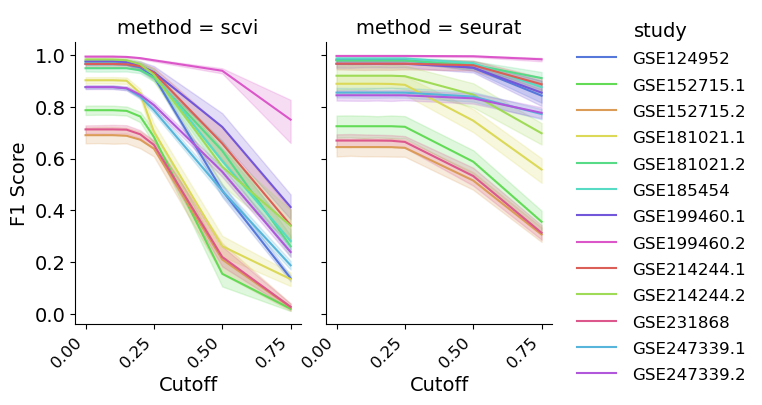 method = scvi
method = seurat
study
GSE124952
GSE152715.1
GSE152715.2
GSE181021.1
GSE181021.2
GSE185454
GSE199460.1
GSE199460.2
GSE214244.1
GSE214244.2
GSE231868
GSE247339.1
GSE247339.2
F1 Score
1.0
0.8
0.6
0.4
0.2
0.0
0.00
0.25
0.50
0.75
0.00
0.25
0.50
0.75
Cutoff
Cutoff